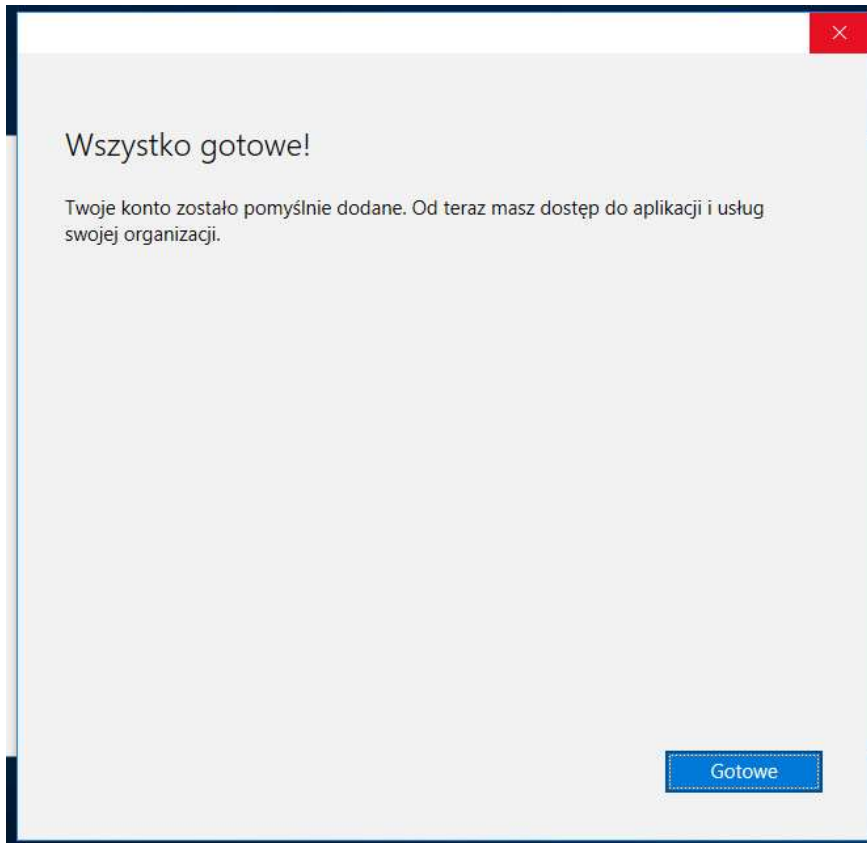 Wszystko gotowe!
Twoje konto zostało pomyślnie dodane. Od teraz masz dostęp do aplikacji i usług
swojej organizacji.
Gotowe